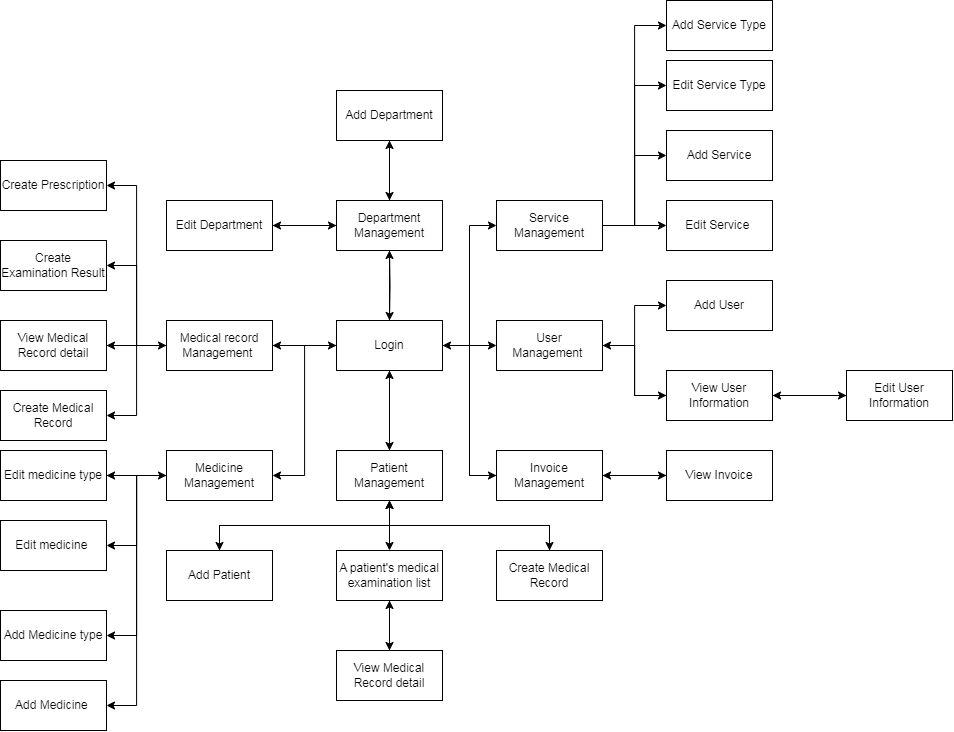 Add Service Type
Edit Service Type
Add Department
Add Service
Create Prescription
Edit Department
Department
Management
Service
Management
Edit Service
Create
Examination Result
Add User
View Medical
Record detail
Medical record
Management
Login
User
Management
Create Medical
Record
View User
Information
Edit User
Information
Edit medicine type
Medicine
Management
Patient
Management
Invoice
Management
View Invoice
Edit medicine
Add Patient
A patient's medical
examination list
Create Medical
Record
Add Medicine type
View Medical
Record detail
Add Medicine